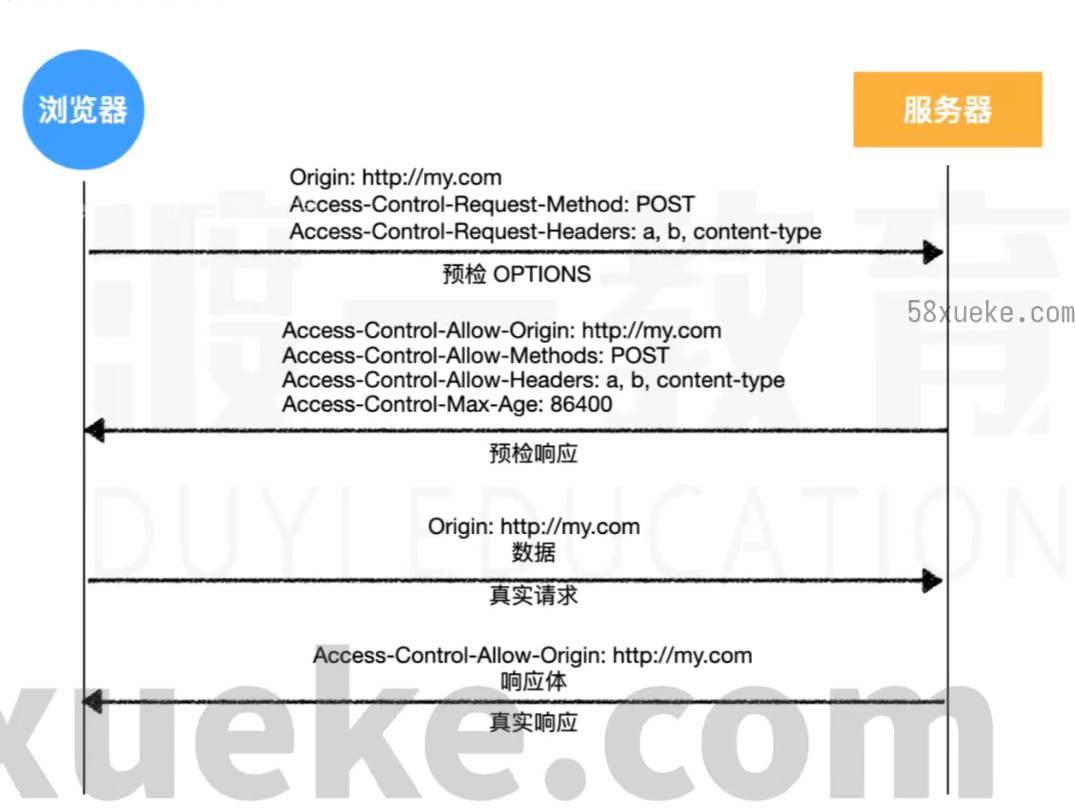 浏览器
服务器
Origin: http://my.com
Access-Control-Request-Method: POST
Access-Control-Request-Headers: a, b, content-type
预检 OPTIONS
58xueke.com
Access-Control-Allow-Origin: http://my.com
Access-Control-Allow-Methods: POST
Access-Control-Allow-Headers: a, b, content-type
Access-Control-Max-Age: 86400
预检响应
渡一教育
DUYI EDUCATION
Origin: http://my.com
数据
真实请求
Access-Control-Allow-Origin: http://my.com
响应体
真实响应
xueke.com